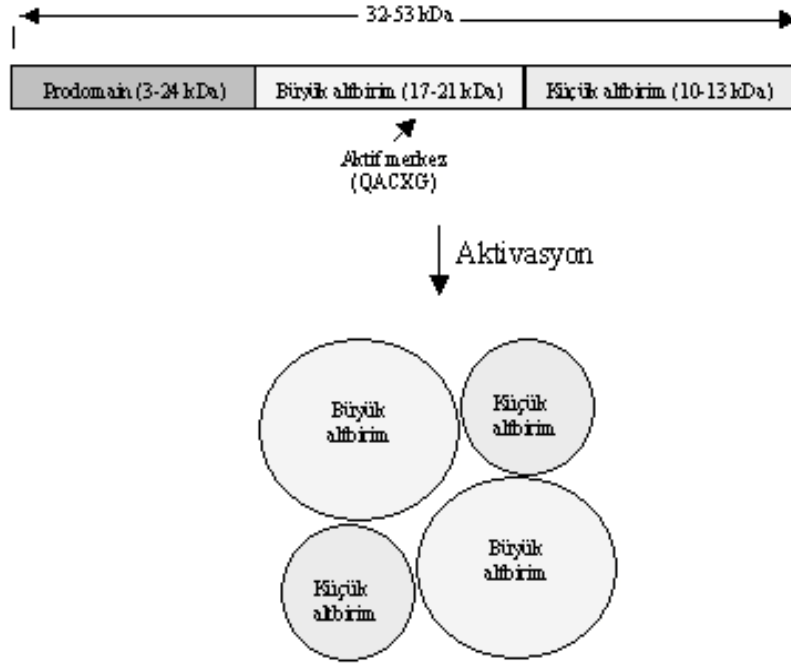 32-53 kDa
Prodomain (3-24 kDa) Büyük altbirim (17-21 kDa) Küçük altbirim (10-13 kDa)
Aktif merkez
(QACXG)
Aktivasyon
Büyük
altbirim
Küçük
altbirim
Küçük
altbirim
Büyük
altbirim